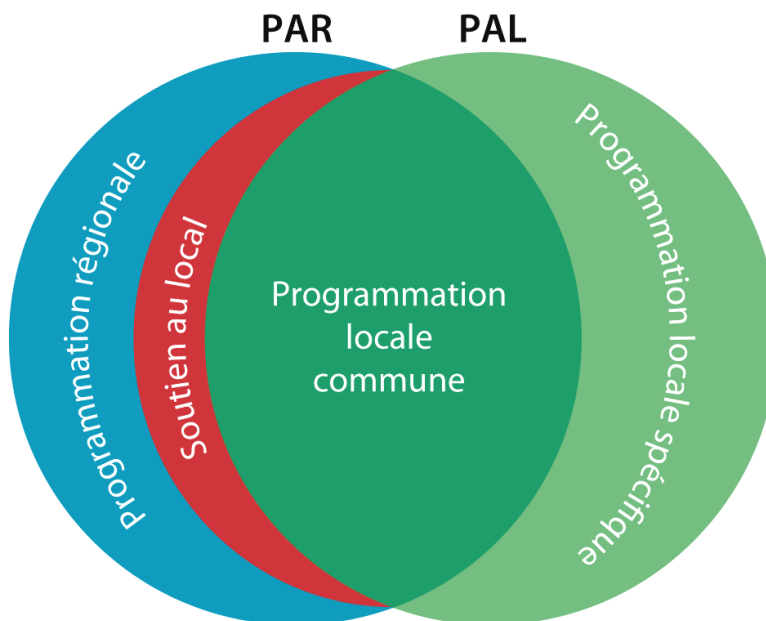 PAR
PAL
Programmation régionale
Soutien au local
Programmation
locale
commune
Programmation locale spécifique